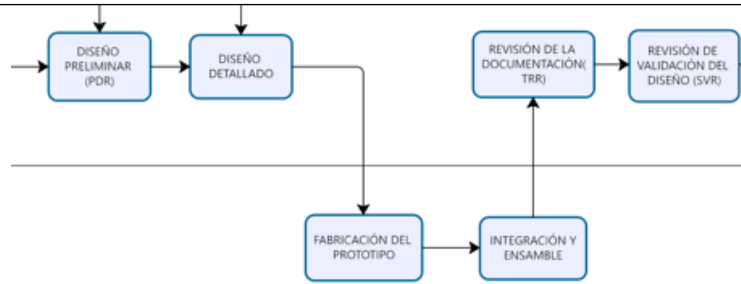 DISEÑO
PRELIMINAR
(PDR)
DISEÑO
DETALLADO
REVISIÓN DE LA
DOCUMENTACIÓN(
TRR)
REVISIÓN DE
VALIDACIÓN DEL
DISEÑO (SVR)
FABRICACIÓN DEL
PROTOTIPO
INTEGRACIÓN Y
ENSAMBLE